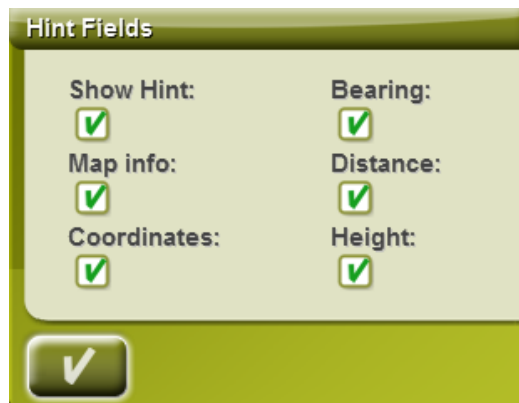 Hint Fields
Show Hint: Bearing:
Map info: Distance:
Coordinates: Height: